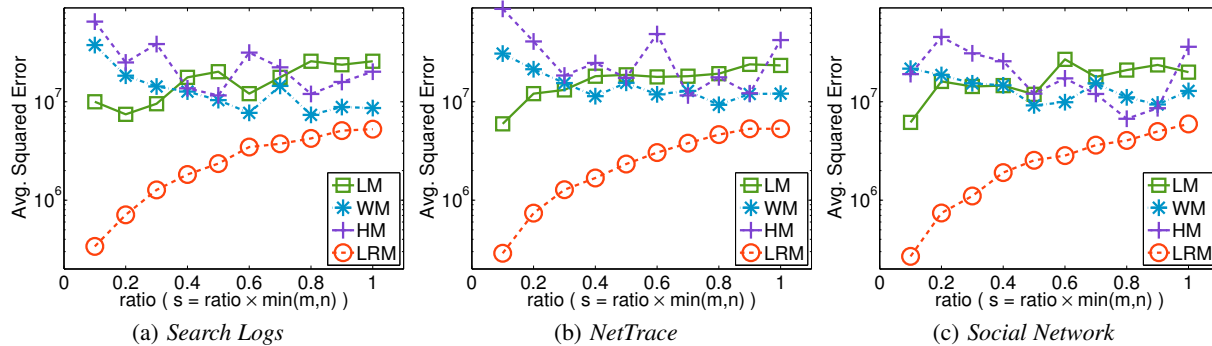 Avg. Squared Error
10^7
10^6
LM
WM
HM
LRM
0 0.2 0.4 0.6 0.8 1
ratio ( s = ratio × min(m,n) )
(a) Search Logs
Avg. Squared Error
10^7
10^6
LM
WM
HM
LRM
0 0.2 0.4 0.6 0.8 1
ratio ( s = ratio × min(m,n) )
(b) NetTrace
Avg. Squared Error
10^7
10^6
LM
WM
HM
LRM
0 0.2 0.4 0.6 0.8 1
ratio ( s = ratio × min(m,n) )
(c) Social Network